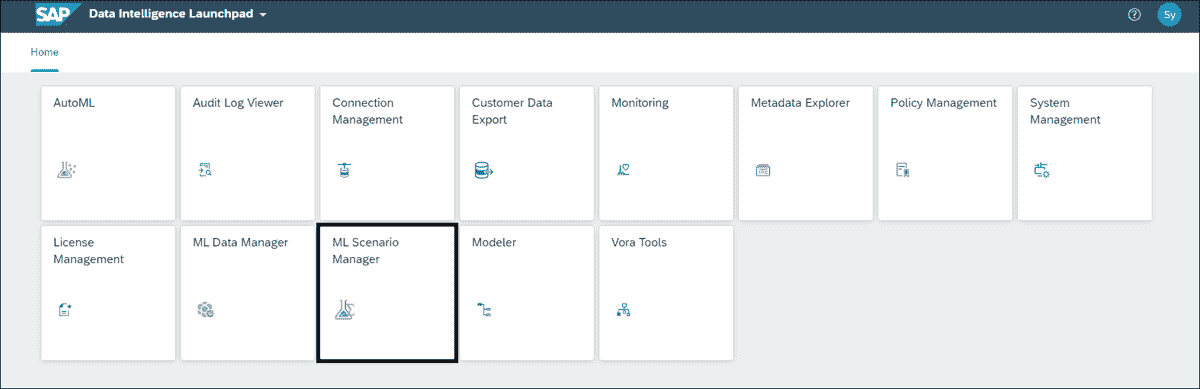 SAP Data Intelligence Launchpad
? Sy
Home
AutoML
Audit Log Viewer
Connection
Management
Customer Data
Export
Monitoring
Metadata Explorer
Policy Management
System
Management
License
Management
ML Data Manager
ML Scenario
Manager
Modeler
Vora Tools